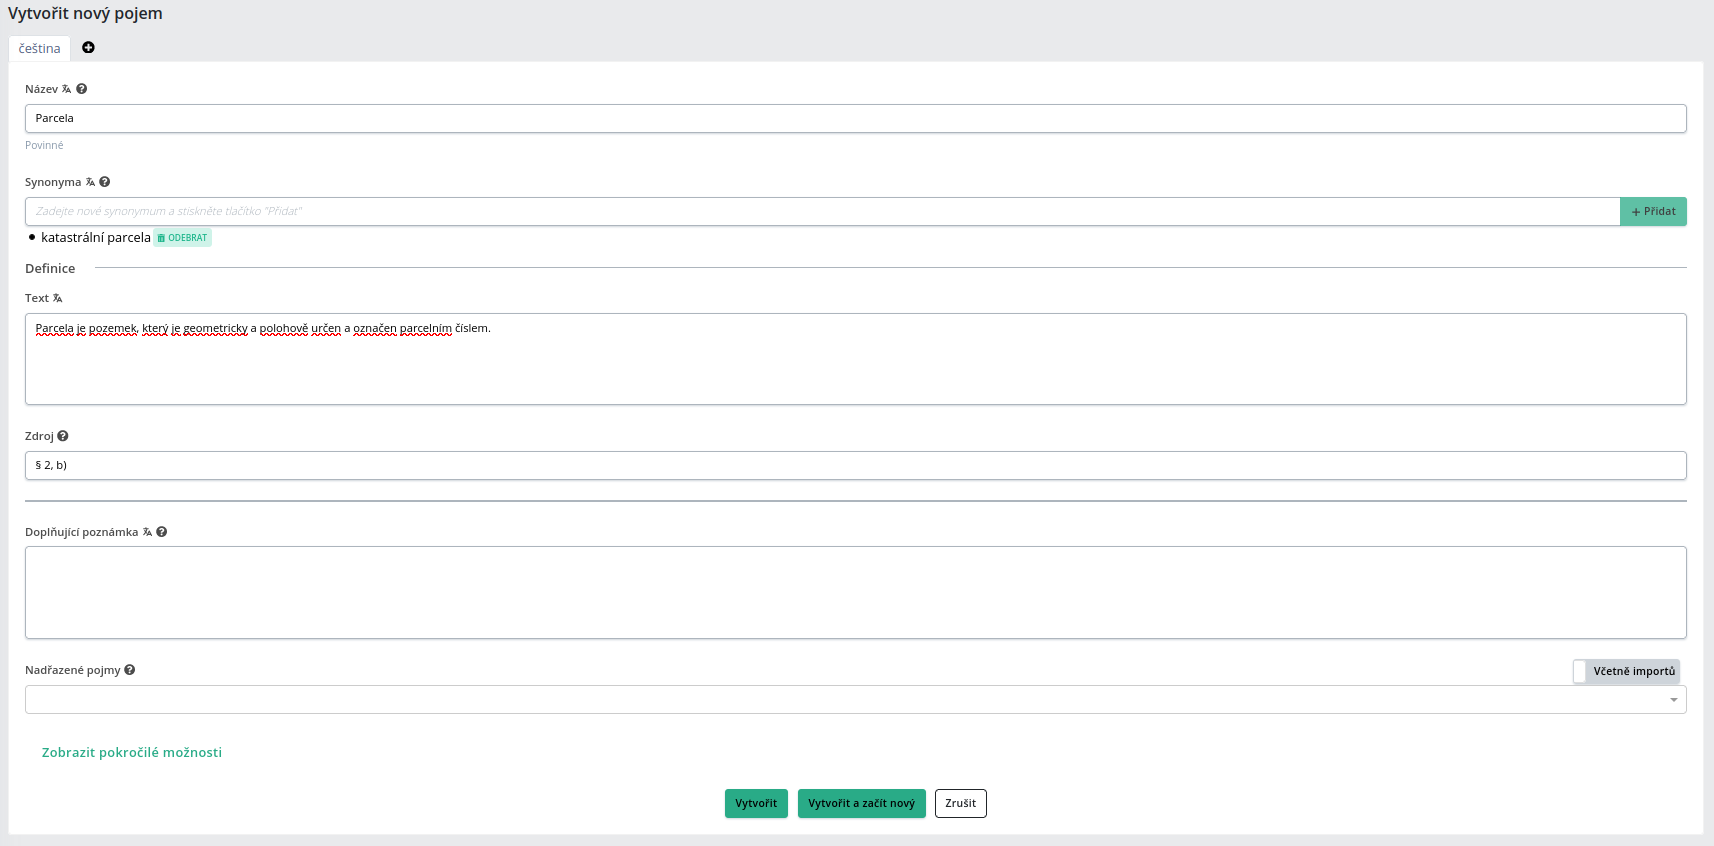 Vytvořit nový pojem
čeština
Název
Parcela
Povinné
Synonyma
Zadejte nové synonymum a stiskněte tlačítko "Přidat"
+ Přidat
• katastrální parcela ODEBRAT
Definice
Text
Parcela je pozemek, který je geometricky a polohově určen a označen parcelním číslem.
Zdroj
§ 2, b)
Doplňující poznámka
Nadřazené pojmy
Včetně importů
Zobrazit pokročilé možnosti
Vytvořit
Vytvořit a začít nový
Zrušit